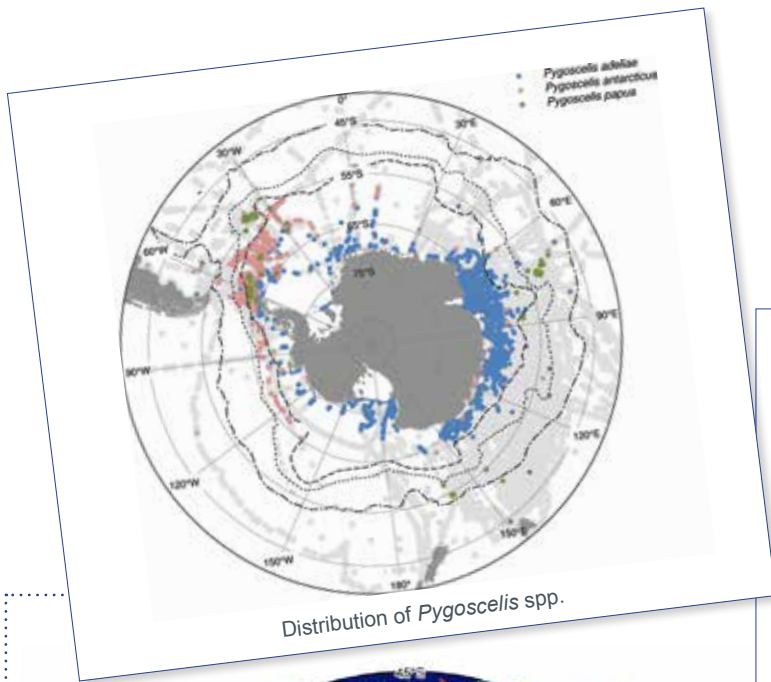 Pygoscelis adeliae
Pygoscelis antarcticus
Pygoscelis papua
0°
45°S
30°E
30°W
55°S
60°E
65°S
60°W
75°S
90°E
90°W
120°E
120°W
150°E
150°W
180°
Distribution of Pygoscelis spp.
45°S